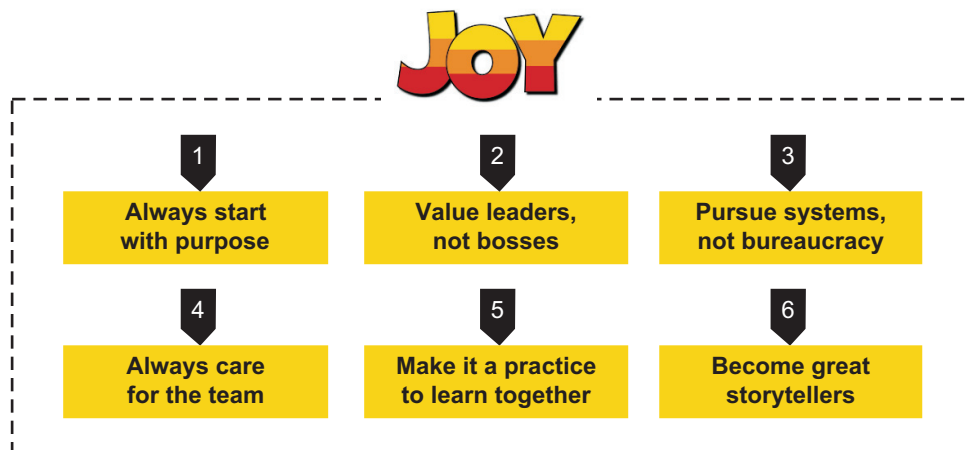 JOY
1
Always start
with purpose
2
Value leaders,
not bosses
3
Pursue systems,
not bureaucracy
4
Always care
for the team
5
Make it a practice
to learn together
6
Become great
storytellers